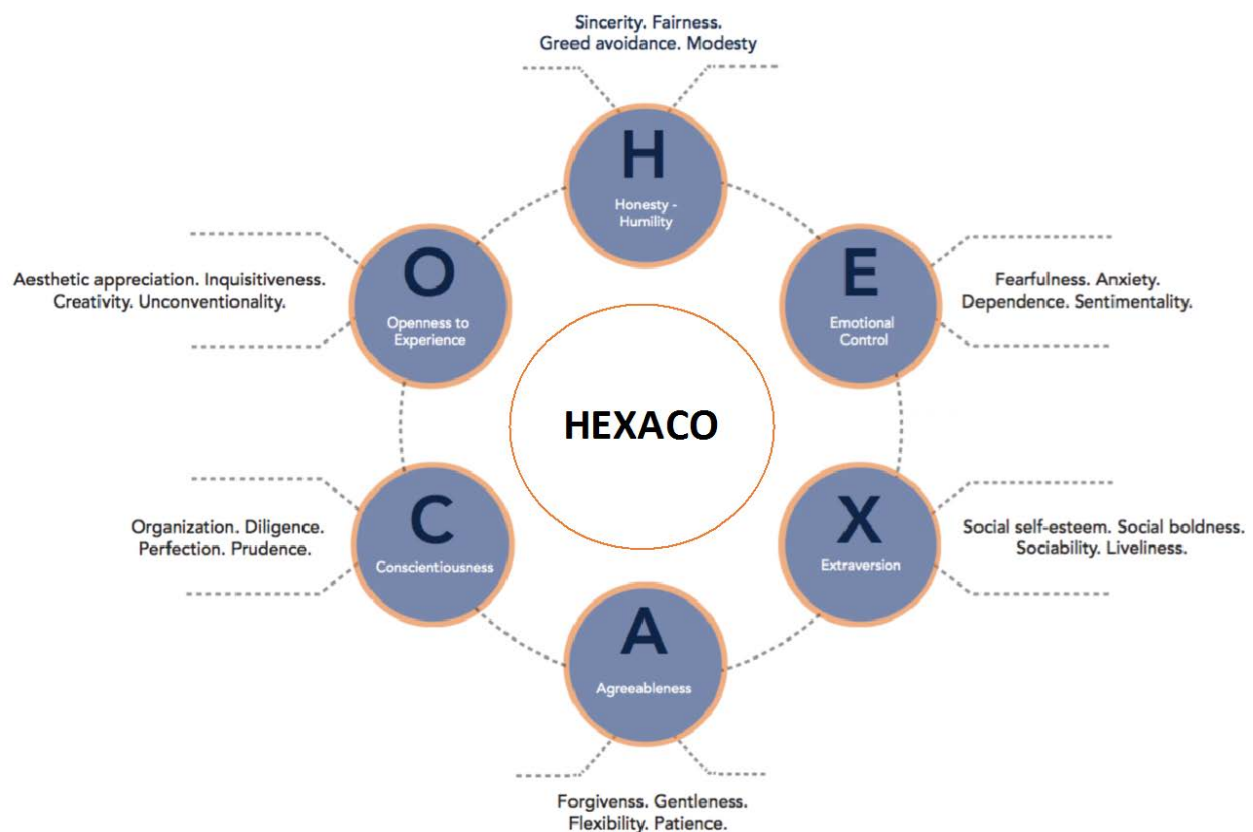 Sincerity. Fairness.
Greed avoidance. Modesty
H
Honesty -
Humility
E
Emotional
Control
Fearfulness. Anxiety.
Dependence. Sentimentality.
X
Extraversion
Social self-esteem. Social boldness.
Sociability. Liveliness.
A
Agreeableness
Forgivenss. Gentleness.
Flexibility. Patience.
C
Conscientiousness
Organization. Diligence.
Perfection. Prudence.
O
Openness to
Experience
Aesthetic appreciation. Inquisitiveness.
Creativity. Unconventionality.
HEXACO